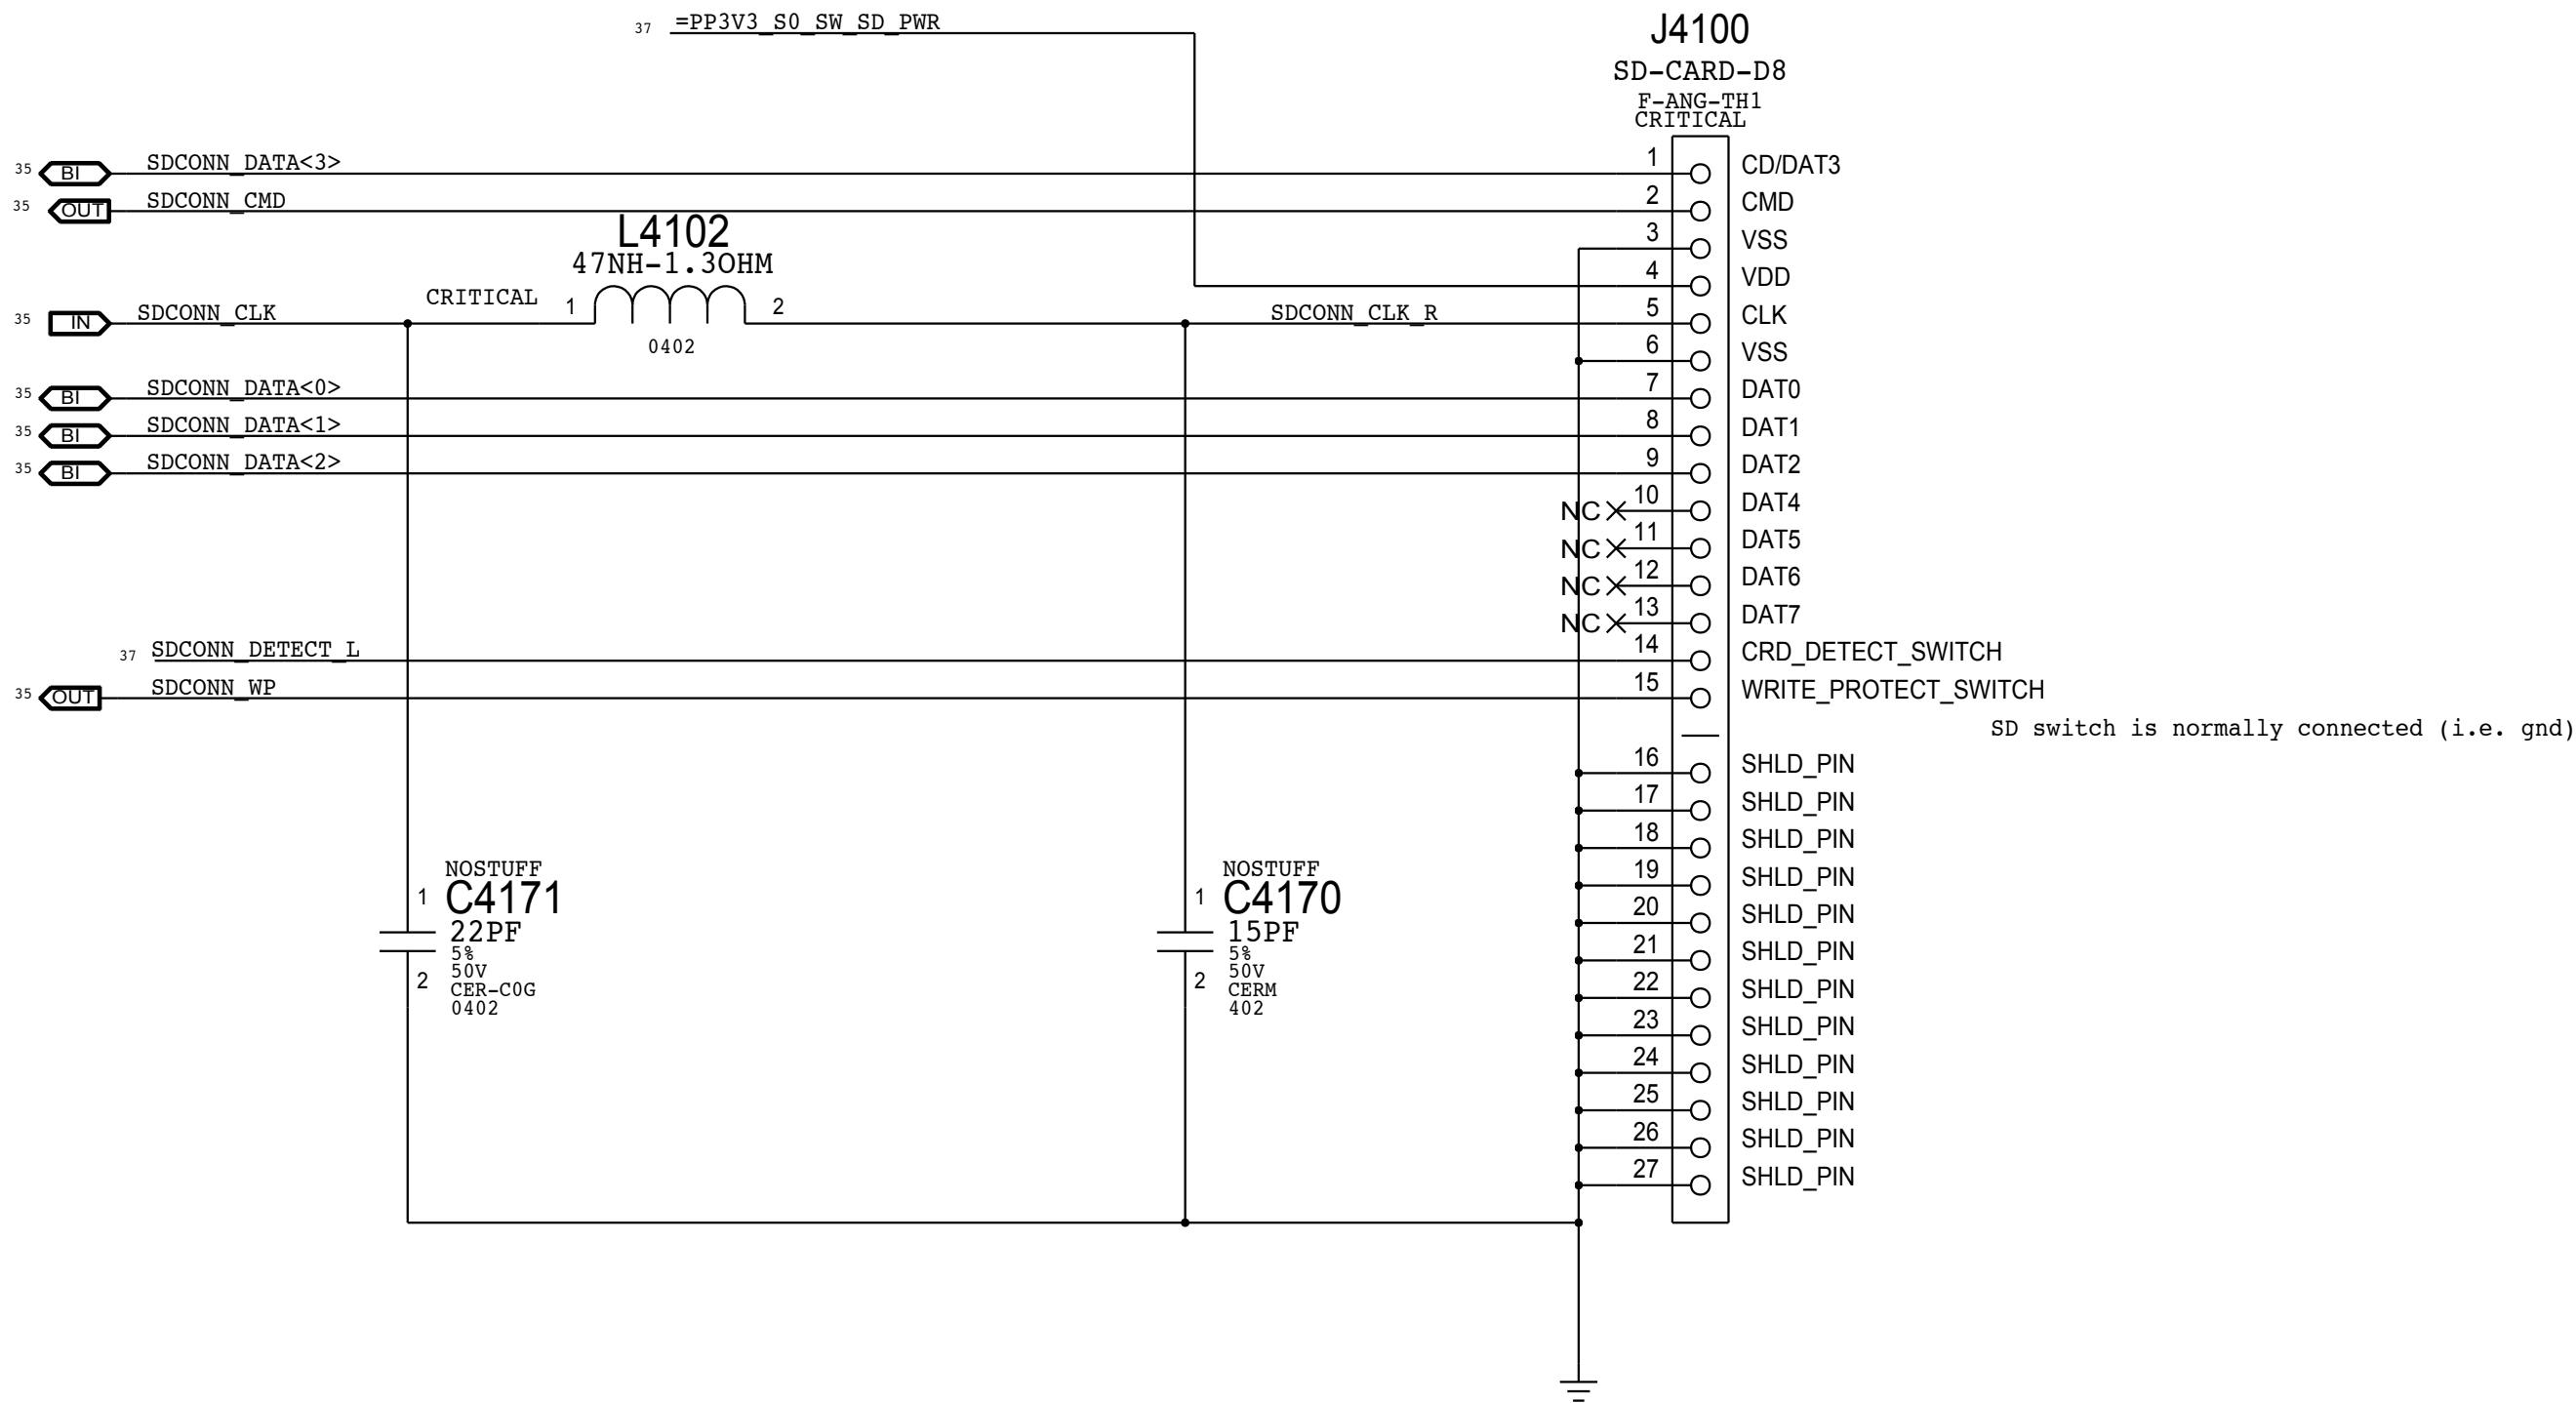 37 =PP3V3_S0_SW_SD_PWR
J4100
SD-CARD-D8
F-ANG-TH1
CRITICAL
35 BI SDCONN_DATA<3> 1 CD/DAT3
35 OUT SDCONN_CMD 2 CMD
L4102
47NH-1.3OHM
3 VSS
4 VDD
35 IN SDCONN_CLK CRITICAL 1 2 SDCONN_CLK_R 5 CLK
0402
6 VSS
35 BI SDCONN_DATA<0> 7 DAT0
35 BI SDCONN_DATA<1> 8 DAT1
35 BI SDCONN_DATA<2> 9 DAT2
NC 10 DAT4
NC 11 DAT5
NC 12 DAT6
NC 13 DAT7
37 SDCONN_DETECT_L 14 CRD_DETECT_SWITCH
35 OUT SDCONN_WP 15 WRITE_PROTECT_SWITCH
SD switch is normally connected (i.e. gnd)
16 SHLD_PIN
17 SHLD_PIN
18 SHLD_PIN
19 SHLD_PIN
20 SHLD_PIN
21 SHLD_PIN
22 SHLD_PIN
23 SHLD_PIN
24 SHLD_PIN
25 SHLD_PIN
26 SHLD_PIN
27 SHLD_PIN
NOSTUFF
1 C4171
22PF
5%
50V
2 CER-C0G
0402
NOSTUFF
1 C4170
15PF
5%
50V
2 CERM
402